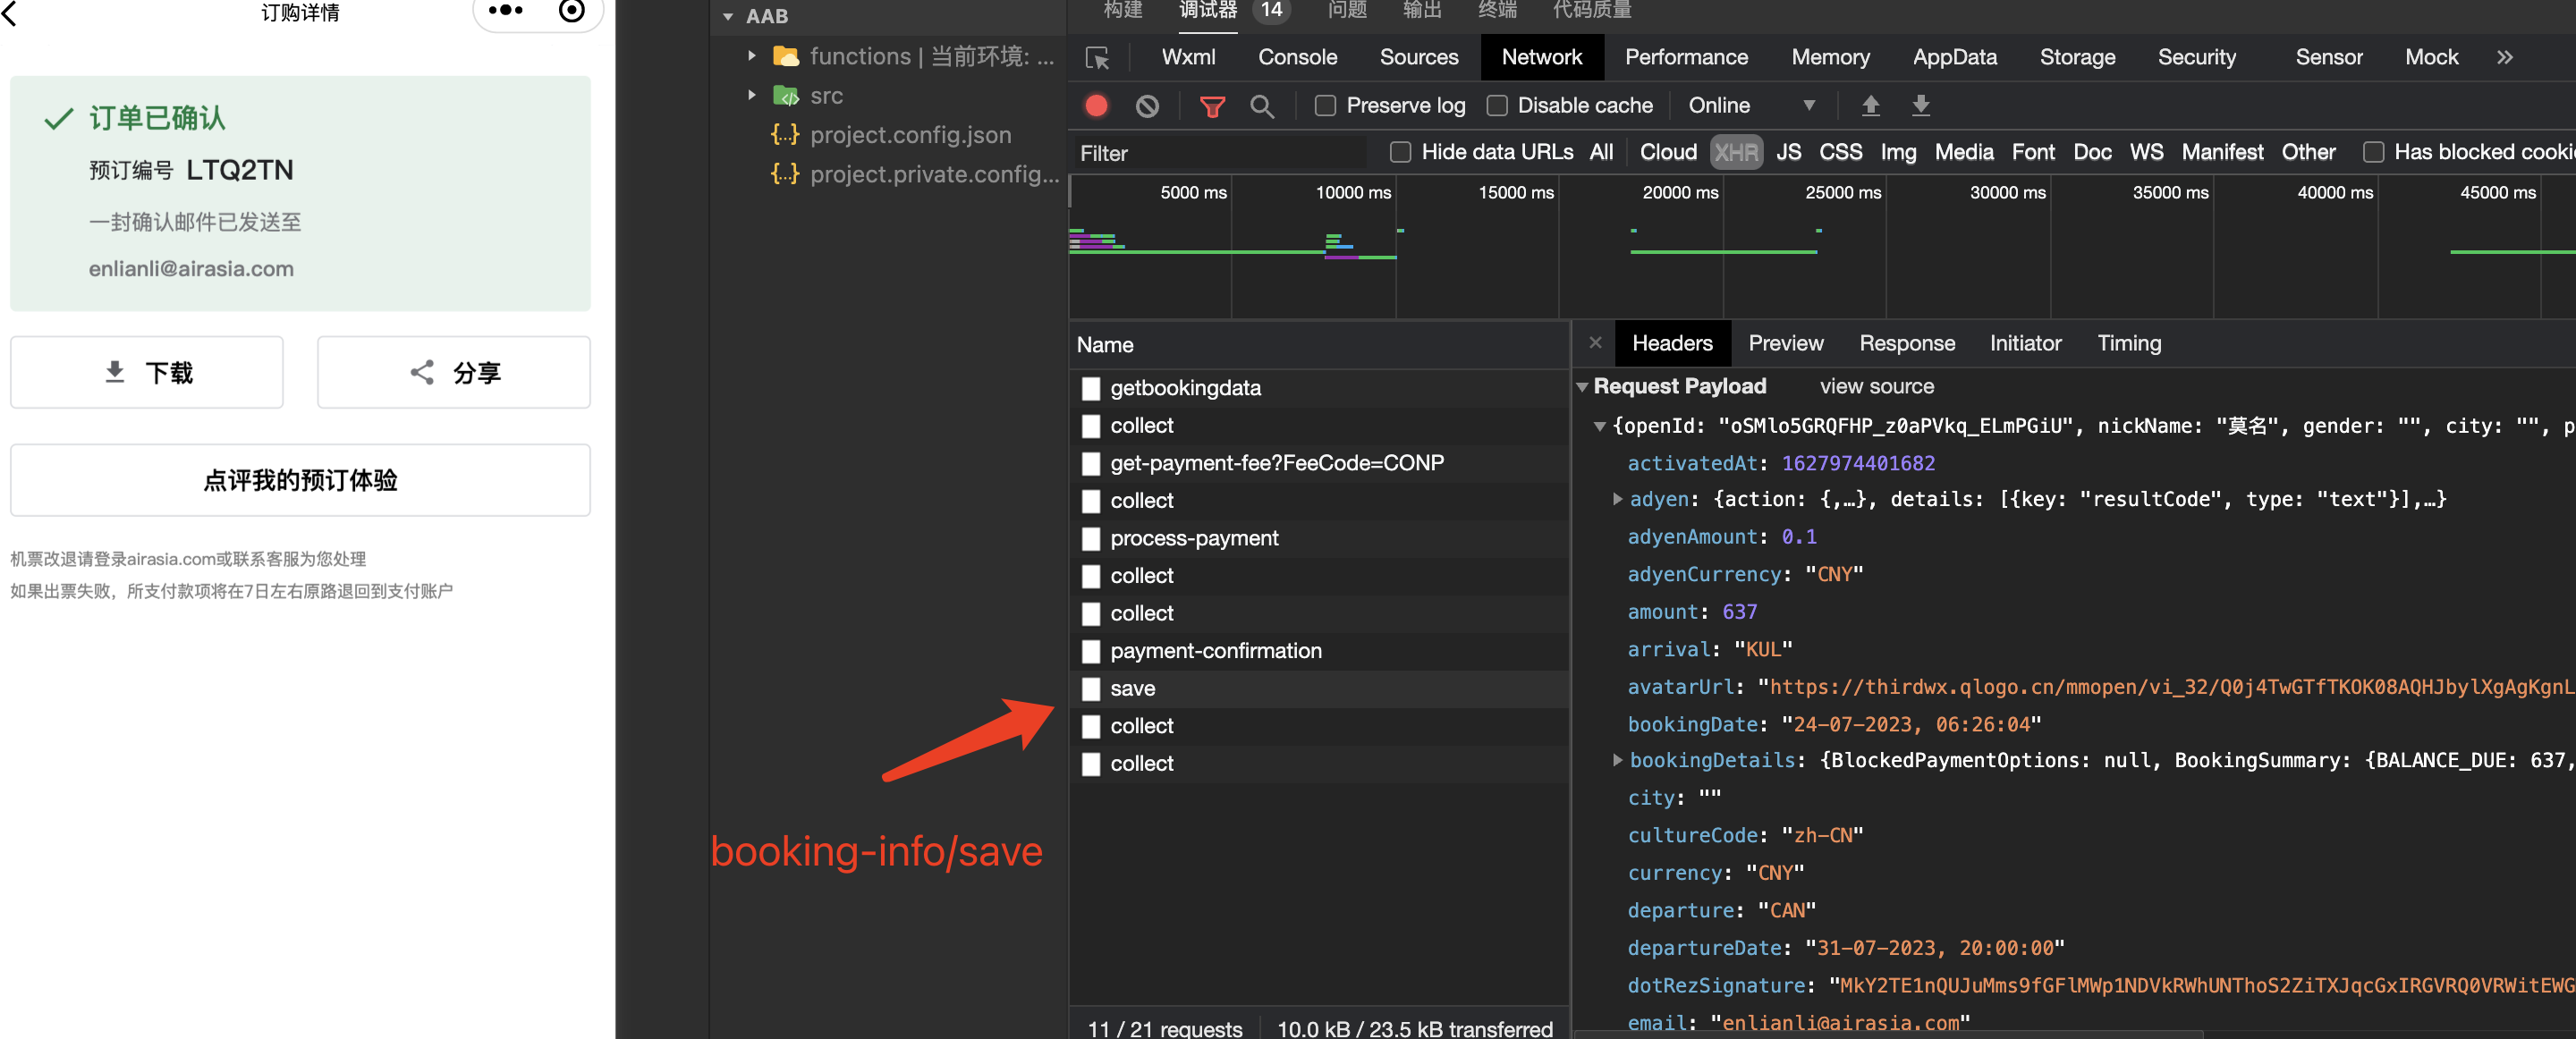 订购详情
订单已确认
预订编号 LTQ2TN
一封确认邮件已发送至
enlianli@airasia.com
下载
分享
点评我的预订体验
机票改退请登录airasia.com或联系客服为您处理
如果出票失败，所支付款项将在7日左右原路退回到支付账户
AAB
functions | 当前环境: ...
src
project.config.json
project.private.config...
booking-info/save
构建 调试器 14 问题 输出 终端 代码质量
Wxml Console Sources Network Performance Memory AppData Storage Security Sensor Mock
Preserve log Disable cache Online
Filter Hide data URLs All Cloud XHR JS CSS Img Media Font Doc WS Manifest Other Has blocked cooki
5000 ms 10000 ms 15000 ms 20000 ms 25000 ms 30000 ms 35000 ms 40000 ms 45000 ms
Name
getbookingdata
collect
get-payment-fee?FeeCode=CONP
collect
process-payment
collect
collect
payment-confirmation
save
collect
collect
11 / 21 requests 10.0 kB / 23.5 kB transferred
Headers Preview Response Initiator Timing
Request Payload view source
{openId: "oSMlo5GRQFHP_z0aPVkq_ELmPGiU", nickName: "莫名", gender: "", city: "", p
activatedAt: 1627974401682
adyen: {action: {,…}, details: [{key: "resultCode", type: "text"}],…}
adyenAmount: 0.1
adyenCurrency: "CNY"
amount: 637
arrival: "KUL"
avatarUrl: "https://thirdwx.qlogo.cn/mmopen/vi_32/Q0j4TwGTfTKOK08AQHJbylXgAgKgnL
bookingDate: "24-07-2023, 06:26:04"
bookingDetails: {BlockedPaymentOptions: null, BookingSummary: {BALANCE_DUE: 637,
city: ""
cultureCode: "zh-CN"
currency: "CNY"
departure: "CAN"
departureDate: "31-07-2023, 20:00:00"
dotRezSignature: "MkY2TE1nQUJuMms9fGFlMWp1NDVkRWhUNThoS2ZiTXJqcGxIRGVRQ0VRWitEWG
email: "enlianli@airasia.com"